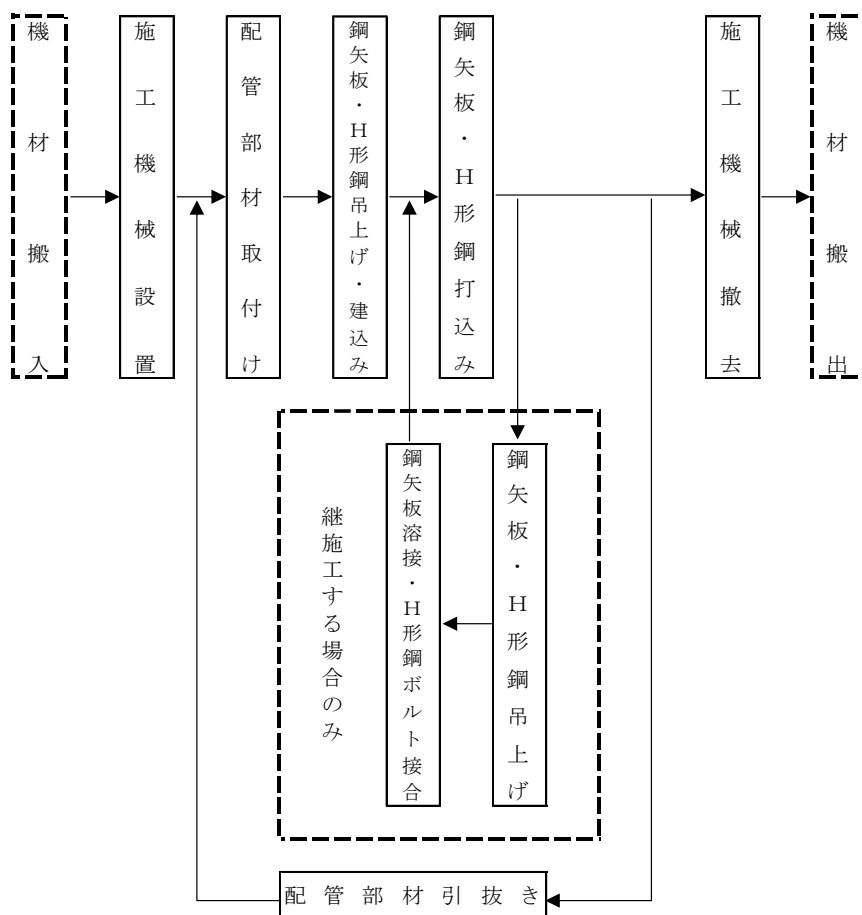 機材搬入
施工機械設置
配管部材取付け
鋼矢板・H形鋼吊上げ・建込み
鋼矢板・H形鋼打込み
施工機械撤去
機材搬出
継施工する場合のみ
鋼矢板溶接・H形鋼ボルト接合
鋼矢板・H形鋼吊上げ
配管部材引抜き